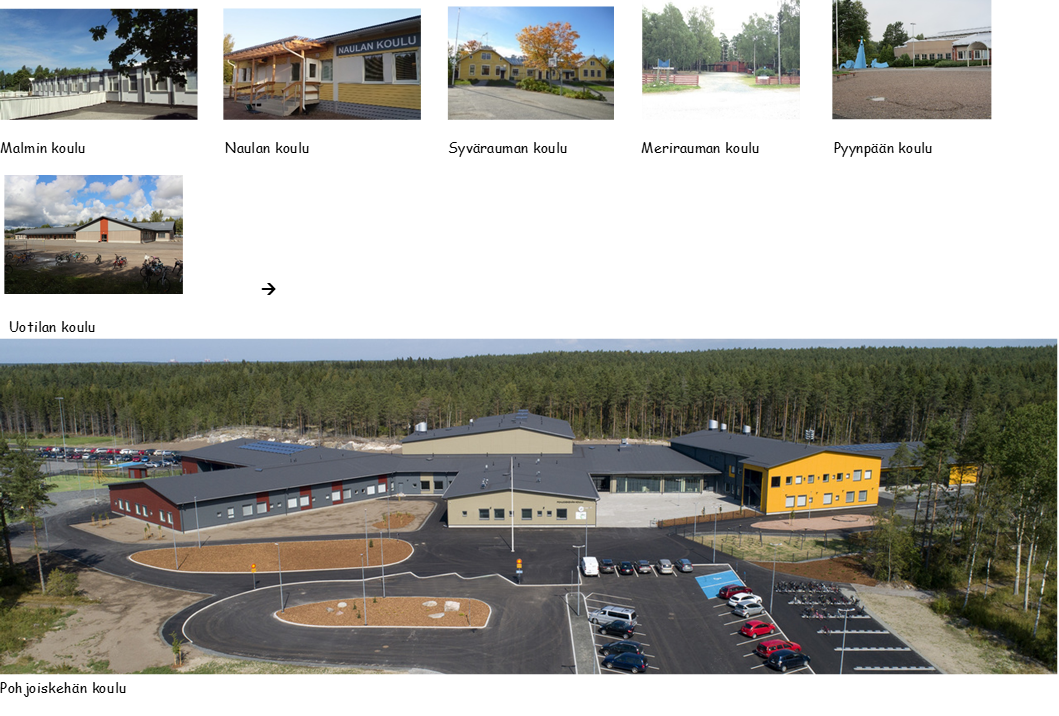 NAULAN KOULU
Malmin koulu
Naulan koulu
Syvärauman koulu
Merirauman koulu
Pyynpään koulu
→
Uotilan koulu
Pohjoiskehän koulu